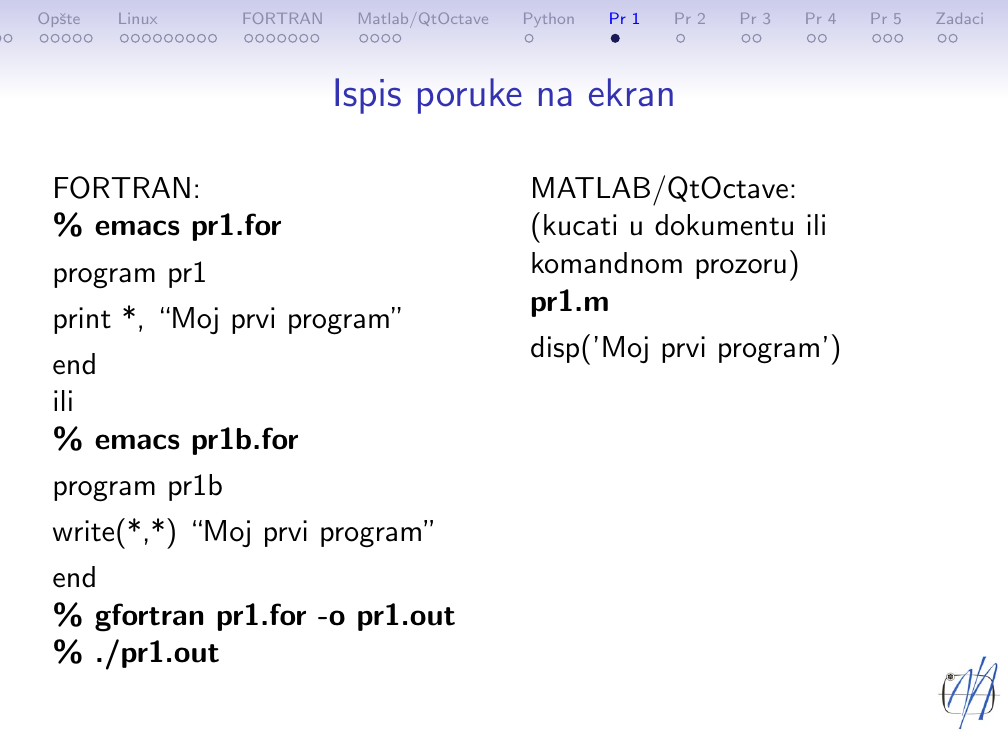 Opšte Linux FORTRAN Matlab/QtOctave Python Pr 1 Pr 2 Pr 3 Pr 4 Pr 5 Zadaci
Ispis poruke na ekran
FORTRAN:
% emacs pr1.for
program pr1
print *, “Moj prvi program”
end
ili
% emacs pr1b.for
program pr1b
write(*,*) “Moj prvi program”
end
% gfortran pr1.for -o pr1.out
% ./pr1.out
MATLAB/QtOctave:
(kucati u dokumentu ili
komandnom prozoru)
pr1.m
disp(’Moj prvi program’)